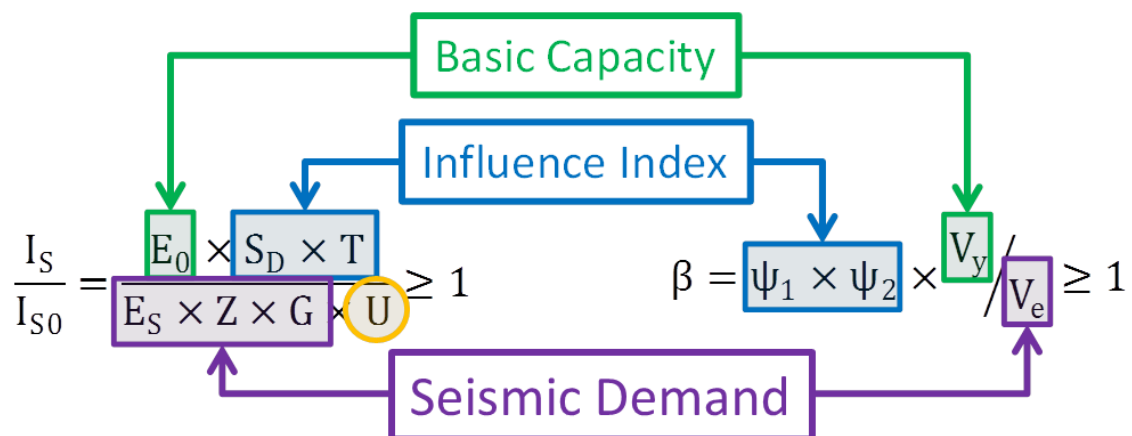 Basic Capacity
Influence Index
I_S/I_S0 = (E_0 × S_D × T)/(E_S × Z × G × U) ≥ 1
β = ψ_1 × ψ_2 × V_y/V_e ≥ 1
Seismic Demand